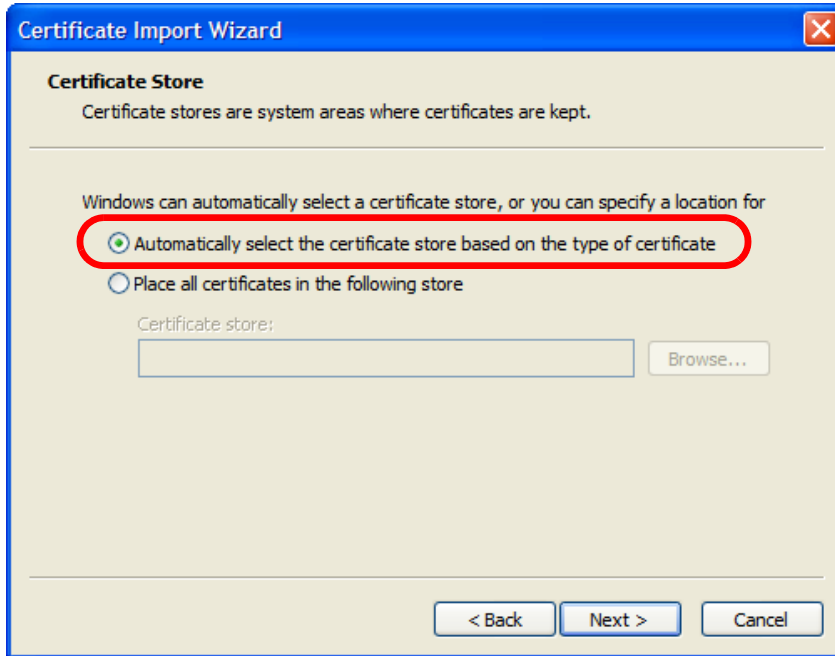 Certificate Import Wizard
Certificate Store
Certificate stores are system areas where certificates are kept.
Windows can automatically select a certificate store, or you can specify a location for
Automatically select the certificate store based on the type of certificate
Place all certificates in the following store
Certificate store:
Browse...
< Back Next > Cancel